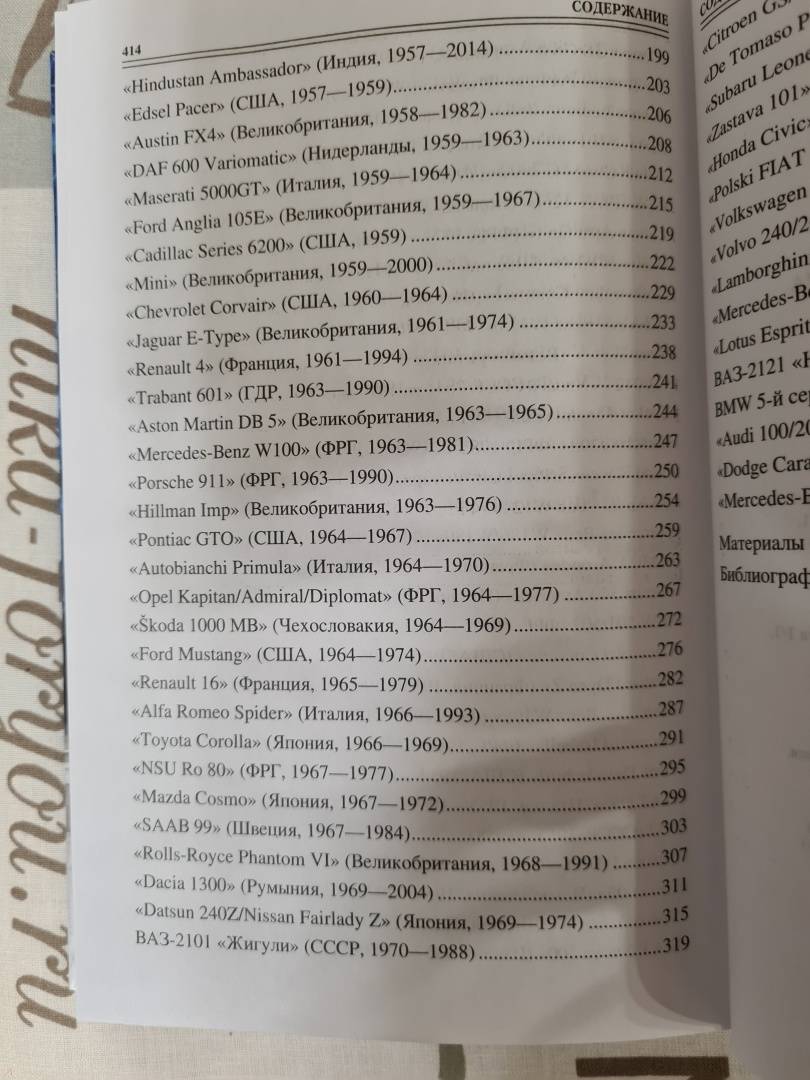 414
СОДЕРЖАНИЕ
«Hindustan Ambassador» (Индия, 1957—2014) ....................199
«Edsel Pacer» (США, 1957—1959)....................203
«Austin FX4» (Великобритания, 1958—1982) ....................206
«DAF 600 Variomatic» (Нидерланды, 1959—1963)....................208
«Maserati 5000GT» (Италия, 1959—1964) ....................212
«Ford Anglia 105E» (Великобритания, 1959—1967)....................215
«Cadillac Series 6200» (США, 1959) ....................219
«Mini» (Великобритания, 1959—2000) ....................222
«Chevrolet Corvair» (США, 1960—1964) ....................229
«Jaguar E-Type» (Великобритания, 1961—1974) ....................233
«Renault 4» (Франция, 1961—1994) ....................238
«Trabant 601» (ГДР, 1963—1990) ....................241
«Aston Martin DB 5» (Великобритания, 1963—1965) ....................244
«Mercedes-Benz W100» (ФРГ, 1963—1981)....................247
«Porsche 911» (ФРГ, 1963—1990)....................250
«Hillman Imp» (Великобритания, 1963—1976) ....................254
«Pontiac GTO» (США, 1964—1967) ....................259
«Autobianchi Primula» (Италия, 1964—1970)....................263
«Opel Kapitan/Admiral/Diplomat» (ФРГ, 1964—1977) ....................267
«Škoda 1000 MB» (Чехословакия, 1964—1969)....................272
«Ford Mustang» (США, 1964—1974)....................276
«Renault 16» (Франция, 1965—1979) ....................282
«Alfa Romeo Spider» (Италия, 1966—1993) ....................287
«Toyota Corolla» (Япония, 1966—1969)....................291
«NSU Ro 80» (ФРГ, 1967—1977)....................295
«Mazda Cosmo» (Япония, 1967—1972) ....................299
«SAAB 99» (Швеция, 1967—1984)....................303
«Rolls-Royce Phantom VI» (Великобритания, 1968—1991) ..........307
«Dacia 1300» (Румыния, 1969—2004) ....................311
«Datsun 240Z/Nissan Fairlady Z» (Япония, 1969—1974) ..............315
ВАЗ-2101 «Жигули» (СССР, 1970—1988)....................319
«Citroen
«De Tomaso
«Subaru Leone
«Zastava 101»
«Honda Civic»
«Polski FIAT
«Volkswagen
«Volvo 240/2
«Lamborghin
«Mercedes-Be
«Lotus Esprit
ВАЗ-2121
BMW 5-й се
«Audi 100/20
«Dodge Cara
«Mercedes-B
Материалы
Библиограф
nika-toryou.ru